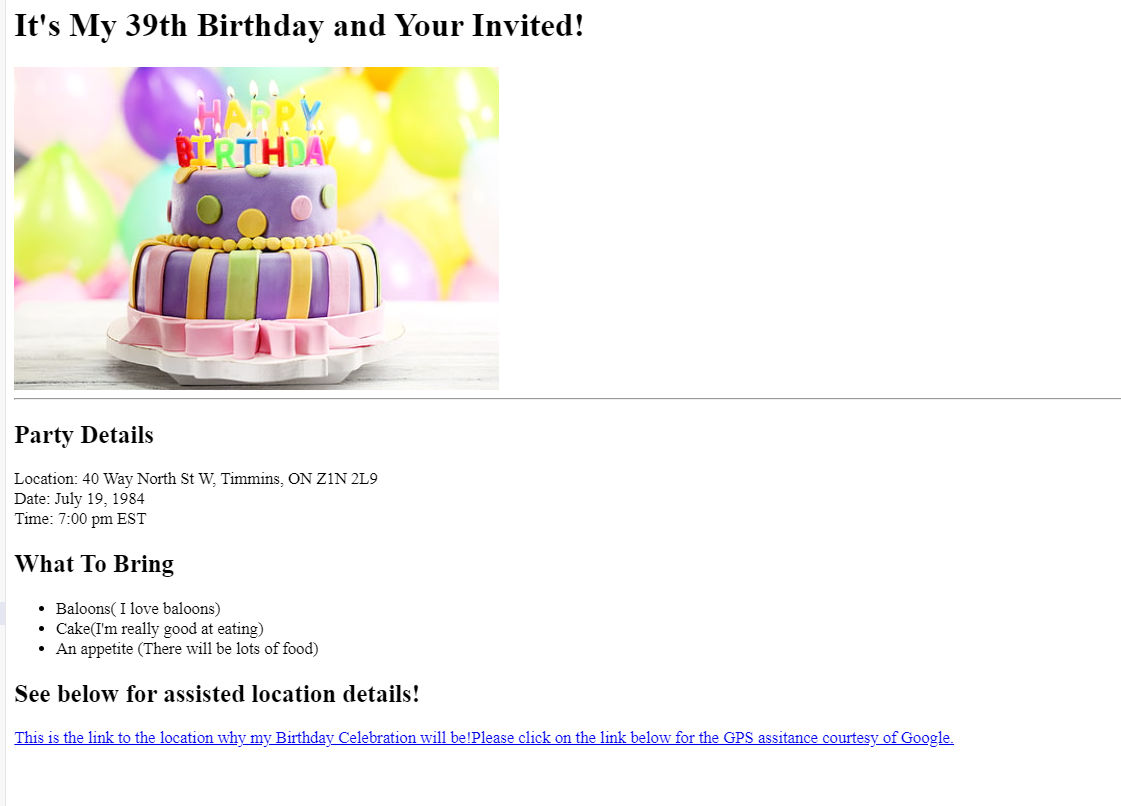 It's My 39th Birthday and Your Invited!
HAPPY
BIRTHDAY
Party Details
Location: 40 Way North St W, Timmins, ON Z1N 2L9
Date: July 19, 1984
Time: 7:00 pm EST
What To Bring
Baloons( I love baloons)
Cake(I'm really good at eating)
An appetite (There will be lots of food)
See below for assisted location details!
This is the link to the location why my Birthday Celebration will be!Please click on the link below for the GPS assitance courtesy of Google.